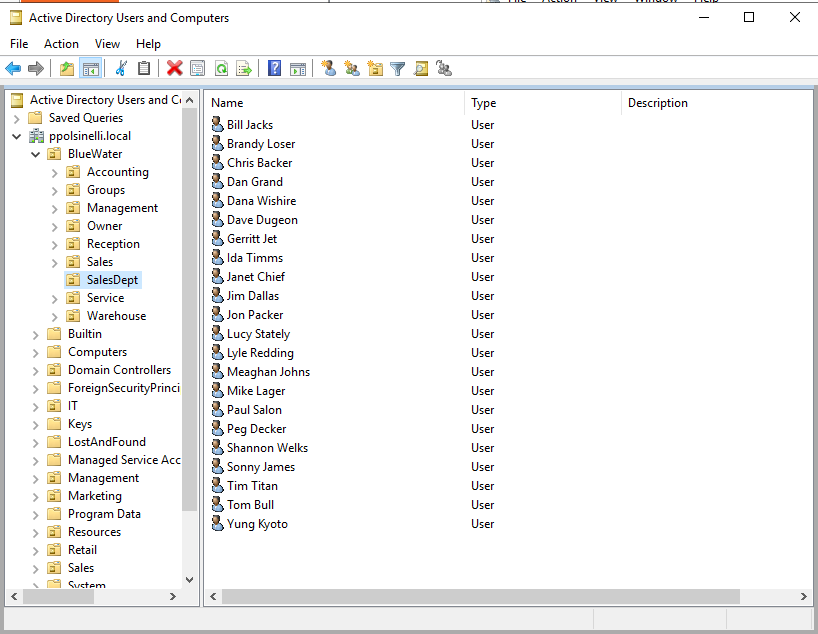 Active Directory Users and Computers
File Action View Help
Active Directory Users and C
Saved Queries
ppolsinelli.local
BlueWater
Accounting
Groups
Management
Owner
Reception
Sales
SalesDept
Service
Warehouse
Builtin
Computers
Domain Controllers
ForeignSecurityPrinci
IT
Keys
LostAndFound
Managed Service Acc
Management
Marketing
Program Data
Resources
Retail
Sales
System
Name Type Description
Bill Jacks User
Brandy Loser User
Chris Backer User
Dan Grand User
Dana Wishire User
Dave Dugeon User
Gerritt Jet User
Ida Timms User
Janet Chief User
Jim Dallas User
Jon Packer User
Lucy Stately User
Lyle Redding User
Meaghan Johns User
Mike Lager User
Paul Salon User
Peg Decker User
Shannon Welks User
Sonny James User
Tim Titan User
Tom Bull User
Yung Kyoto User